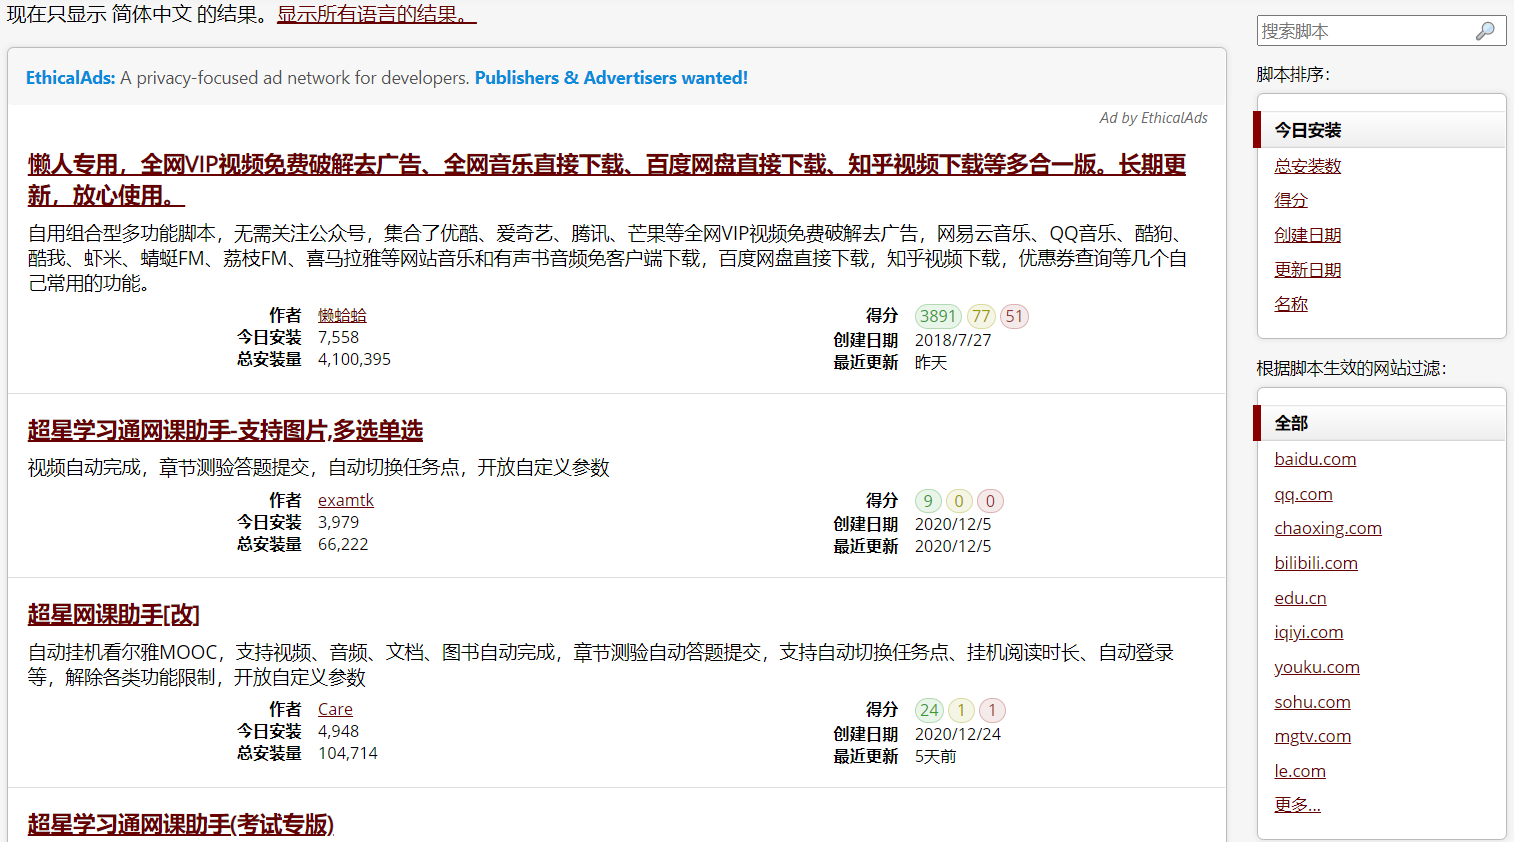 现在只显示 简体中文 的结果。显示所有语言的结果。
EthicalAds: A privacy-focused ad network for developers. Publishers & Advertisers wanted!
Ad by EthicalAds
懒人专用，全网VIP视频免费破解去广告、全网音乐直接下载、百度网盘直接下载、知乎视频下载等多合一版。长期更
新，放心使用。
自用组合型多功能脚本，无需关注公众号，集合了优酷、爱奇艺、腾讯、芒果等全网VIP视频免费破解去广告，网易云音乐、QQ音乐、酷狗、
酷我、虾米、蜻蜓FM、荔枝FM、喜马拉雅等网站音乐和有声书音频免客户端下载，百度网盘直接下载，知乎视频下载，优惠券查询等几个自
己常用的功能。
作者 懒蛤蛤
今日安装 7,558
总安装量 4,100,395
得分 3891 77 51
创建日期 2018/7/27
最近更新 昨天
超星学习通网课助手-支持图片,多选单选
视频自动完成，章节测验答题提交，自动切换任务点，开放自定义参数
作者 examtk
今日安装 3,979
总安装量 66,222
得分 9 0 0
创建日期 2020/12/5
最近更新 2020/12/5
超星网课助手[改]
自动挂机看尔雅MOOC，支持视频、音频、文档、图书自动完成，章节测验自动答题提交，支持自动切换任务点、挂机阅读时长、自动登录
等，解除各类功能限制，开放自定义参数
作者 Care
今日安装 4,948
总安装量 104,714
得分 24 1 1
创建日期 2020/12/24
最近更新 5天前
超星学习通网课助手(考试专版)
搜索脚本
脚本排序：
今日安装
总安装数
得分
创建日期
更新日期
名称
根据脚本生效的网站过滤：
全部
baidu.com
qq.com
chaoxing.com
bilibili.com
edu.cn
iqiyi.com
youku.com
sohu.com
mgtv.com
le.com
更多...